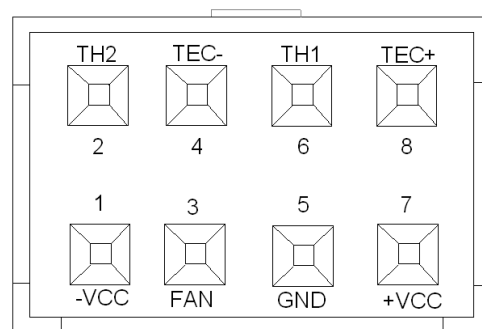 TH2 TEC- TH1 TEC+
2 4 6 8
1 3 5 7
-VCC FAN GND +VCC